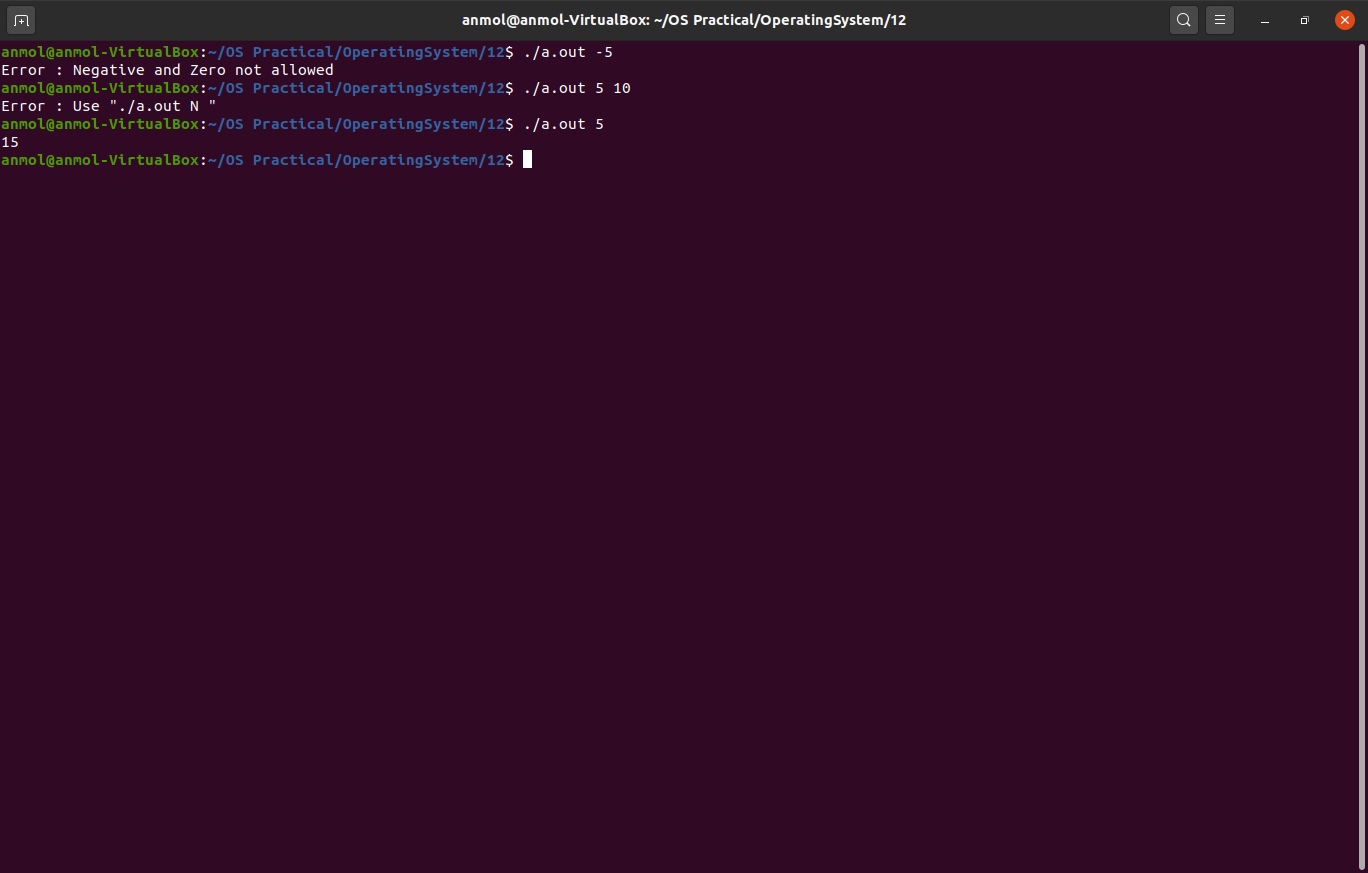 anmol@anmol-VirtualBox: ~/OS Practical/OperatingSystem/12
anmol@anmol-VirtualBox:~/OS Practical/OperatingSystem/12$ ./a.out -5
Error : Negative and Zero not allowed
anmol@anmol-VirtualBox:~/OS Practical/OperatingSystem/12$ ./a.out 5 10
Error : Use "./a.out N "
anmol@anmol-VirtualBox:~/OS Practical/OperatingSystem/12$ ./a.out 5
15
anmol@anmol-VirtualBox:~/OS Practical/OperatingSystem/12$